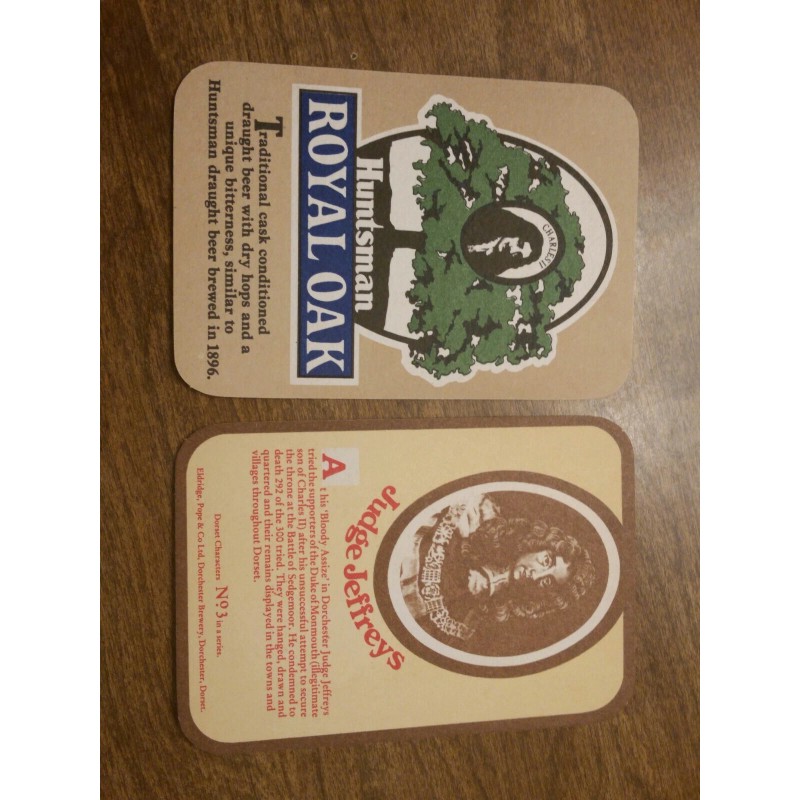 CHARLES II
Huntsman
ROYAL OAK
Traditional cask conditioned
draught beer with dry hops and a
unique bitterness, similar to
Huntsman draught beer brewed in 1896.
Judge Jeffreys
At his 'Bloody Assize' in Dorchester Judge Jeffreys
tried the supporters of the Duke of Monmouth (illegitimate
son of Charles II) after his unsuccessful attempt to secure
the throne at the Battle of Sedgemoor. He condemned to
death 292 of the 300 tried. They were hanged, drawn and
quartered and their remains displayed in the towns and
villages throughout Dorset.
Dorset Characters No. 3 in a series.
Eldridge, Pope & Co Ltd, Dorchester Brewery, Dorchester, Dorset.